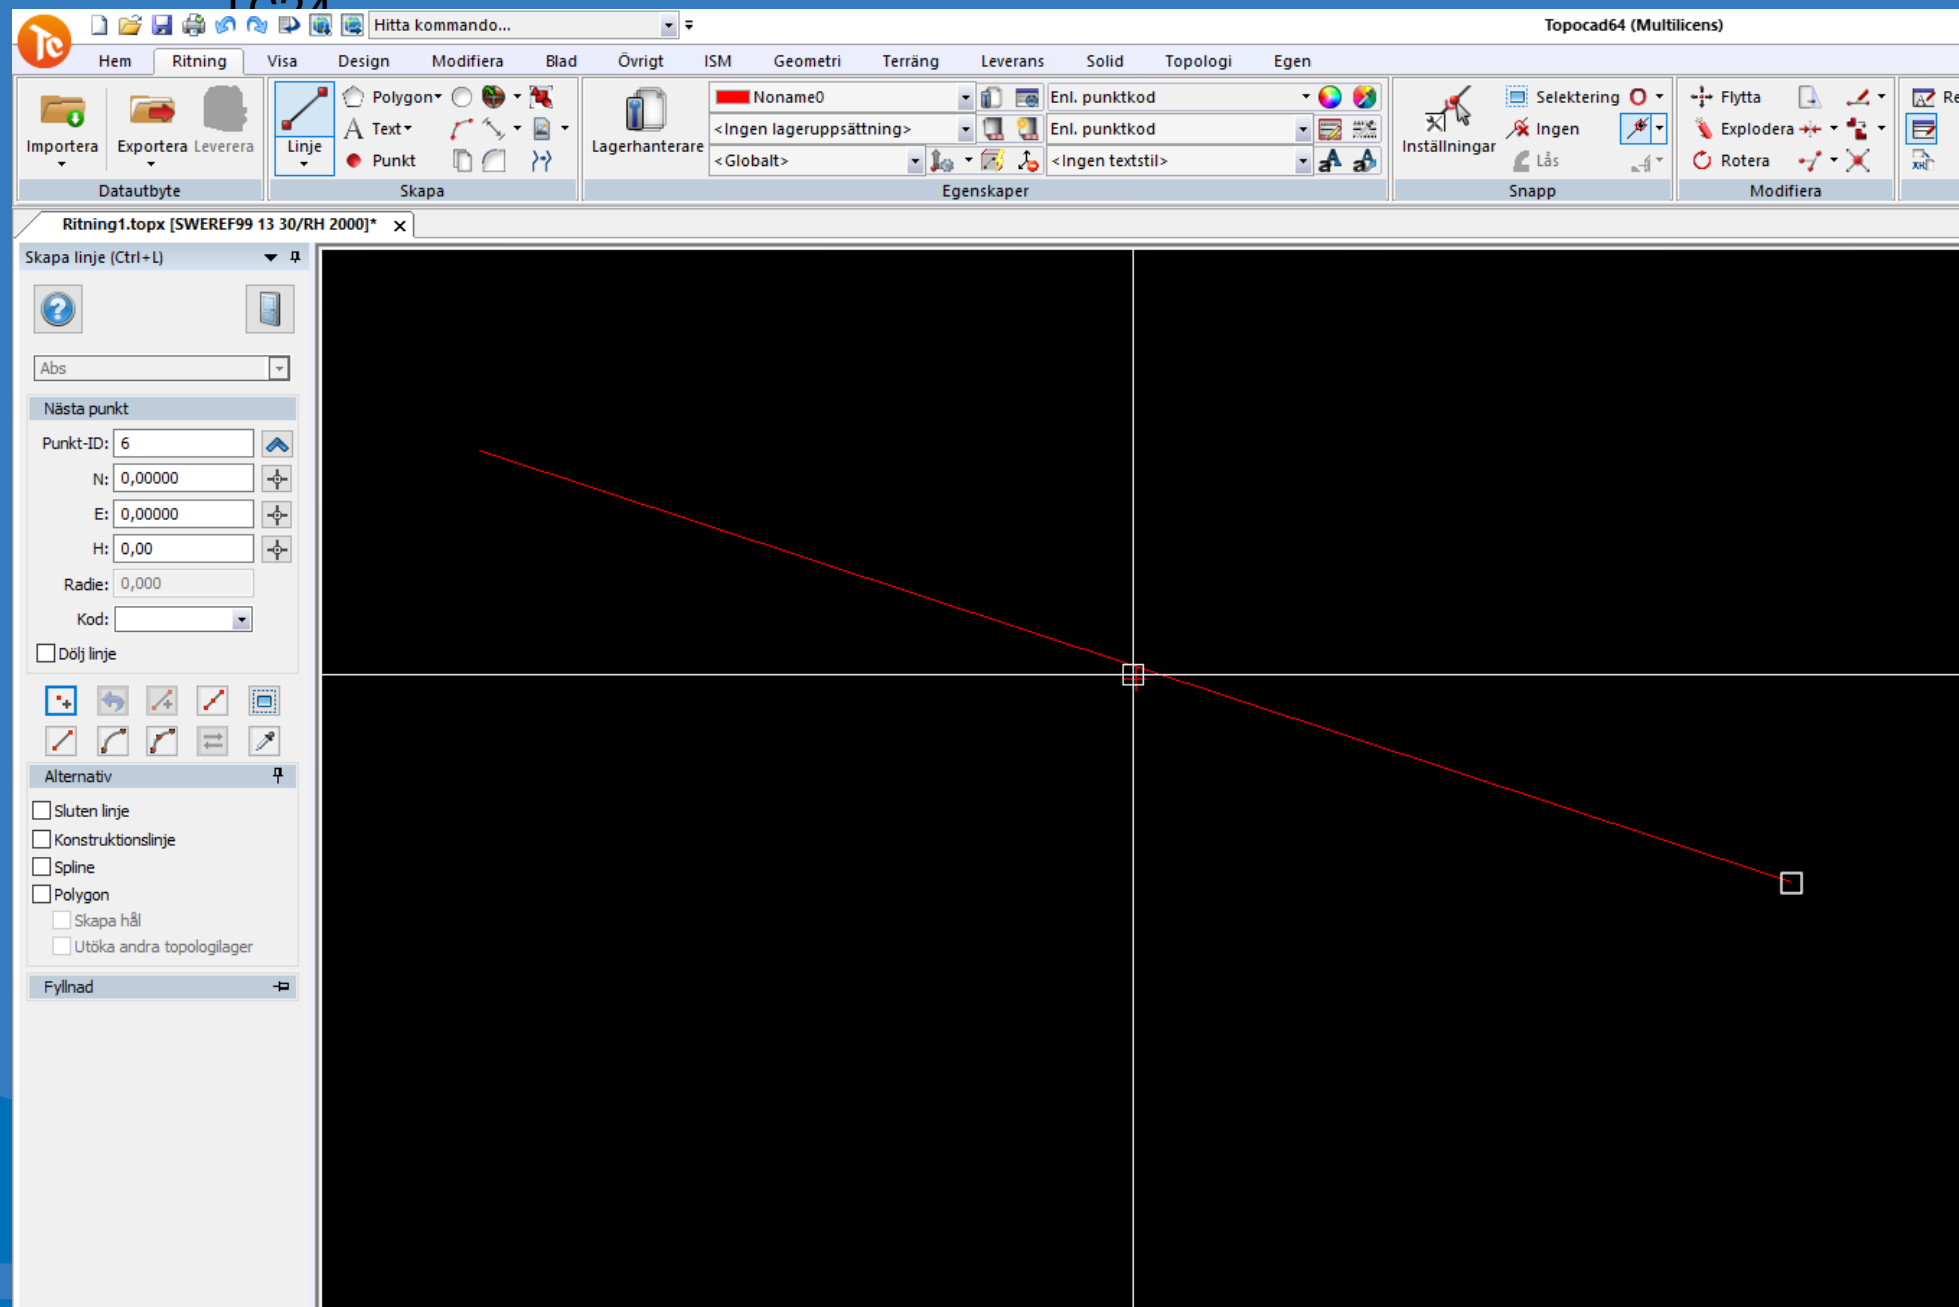 Hitta kommando...
Topocad64 (Multilicens)
Tc
Hem Ritning Visa Design Modifiera Blad Övrigt ISM Geometri Terräng Leverans Solid Topologi Egen
Importera Exportera Leverera
Datautbyte
Linje
Polygon
Text
Punkt
Skapa
Lagerhanterare
Noname0
<Ingen lageruppsättning>
<Globalt>
Enl. punktkod
Enl. punktkod
<Ingen textstil>
Egenskaper
Inställningar
Selektering
Ingen
Lås
Snapp
Flytta
Explodera
Rotera
Modifiera
Re
Ritning1.topx [SWEREF99 13 30/RH 2000]*
Skapa linje (Ctrl+L)
Abs
Nästa punkt
Punkt-ID: 6
N: 0,00000
E: 0,00000
H: 0,00
Radie: 0,000
Kod:
Dölj linje
Alternativ
Sluten linje
Konstruktionslinje
Spline
Polygon
Skapa hål
Utöka andra topologilager
Fyllnad